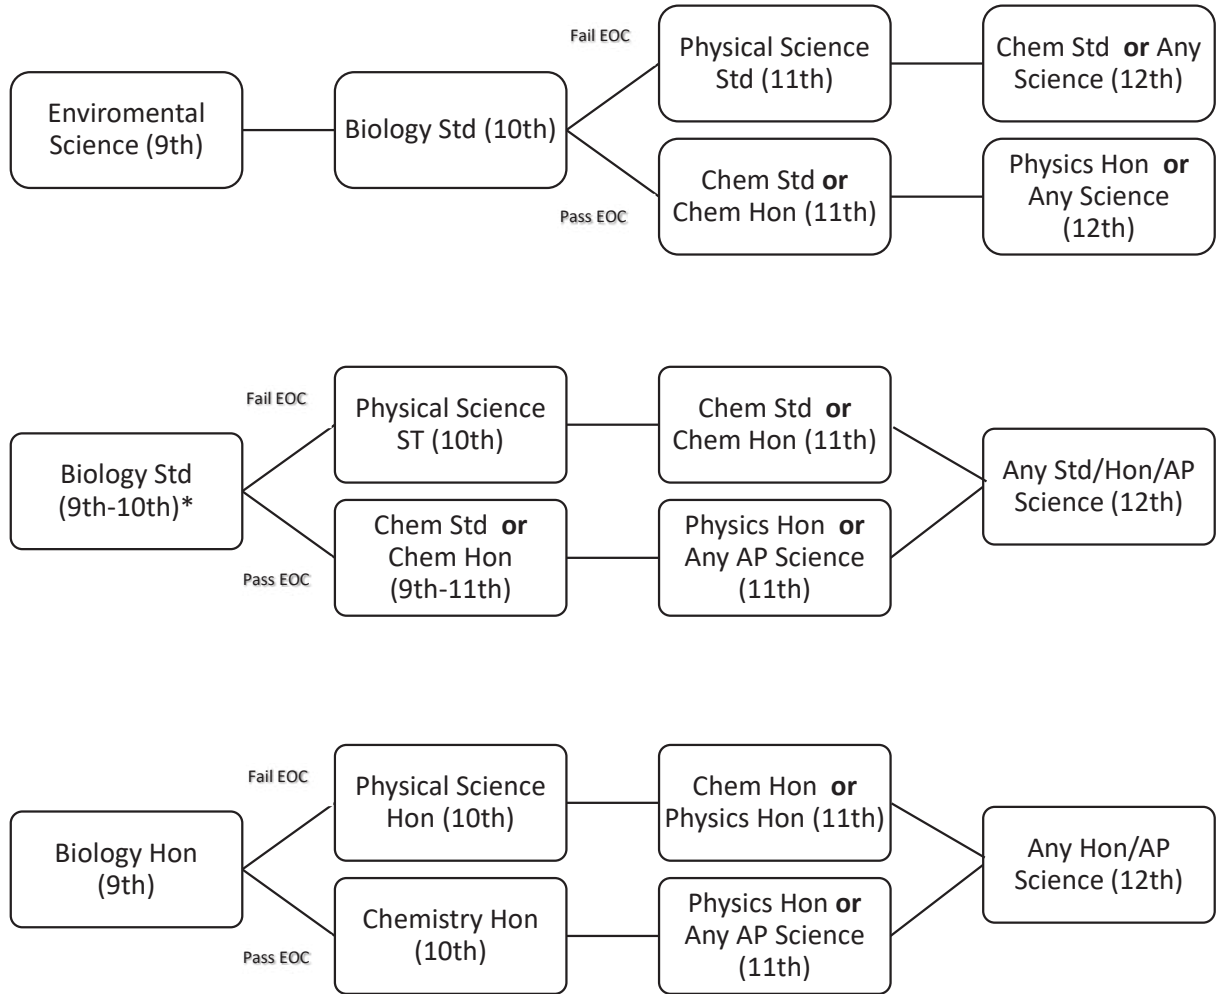 Enviromental
Science (9th)
Biology Std (10th)
Fail EOC
Physical Science
Std (11th)
Chem Std or Any
Science (12th)
Pass EOC
Chem Std or
Chem Hon (11th)
Physics Hon or
Any Science
(12th)
Biology Std
(9th-10th)*
Fail EOC
Physical Science
ST (10th)
Chem Std or
Chem Hon (11th)
Pass EOC
Chem Std or
Chem Hon
(9th-11th)
Physics Hon or
Any AP Science
(11th)
Any Std/Hon/AP
Science (12th)
Biology Hon
(9th)
Fail EOC
Physical Science
Hon (10th)
Chem Hon or
Physics Hon (11th)
Pass EOC
Chemistry Hon
(10th)
Physics Hon or
Any AP Science
(11th)
Any Hon/AP
Science (12th)